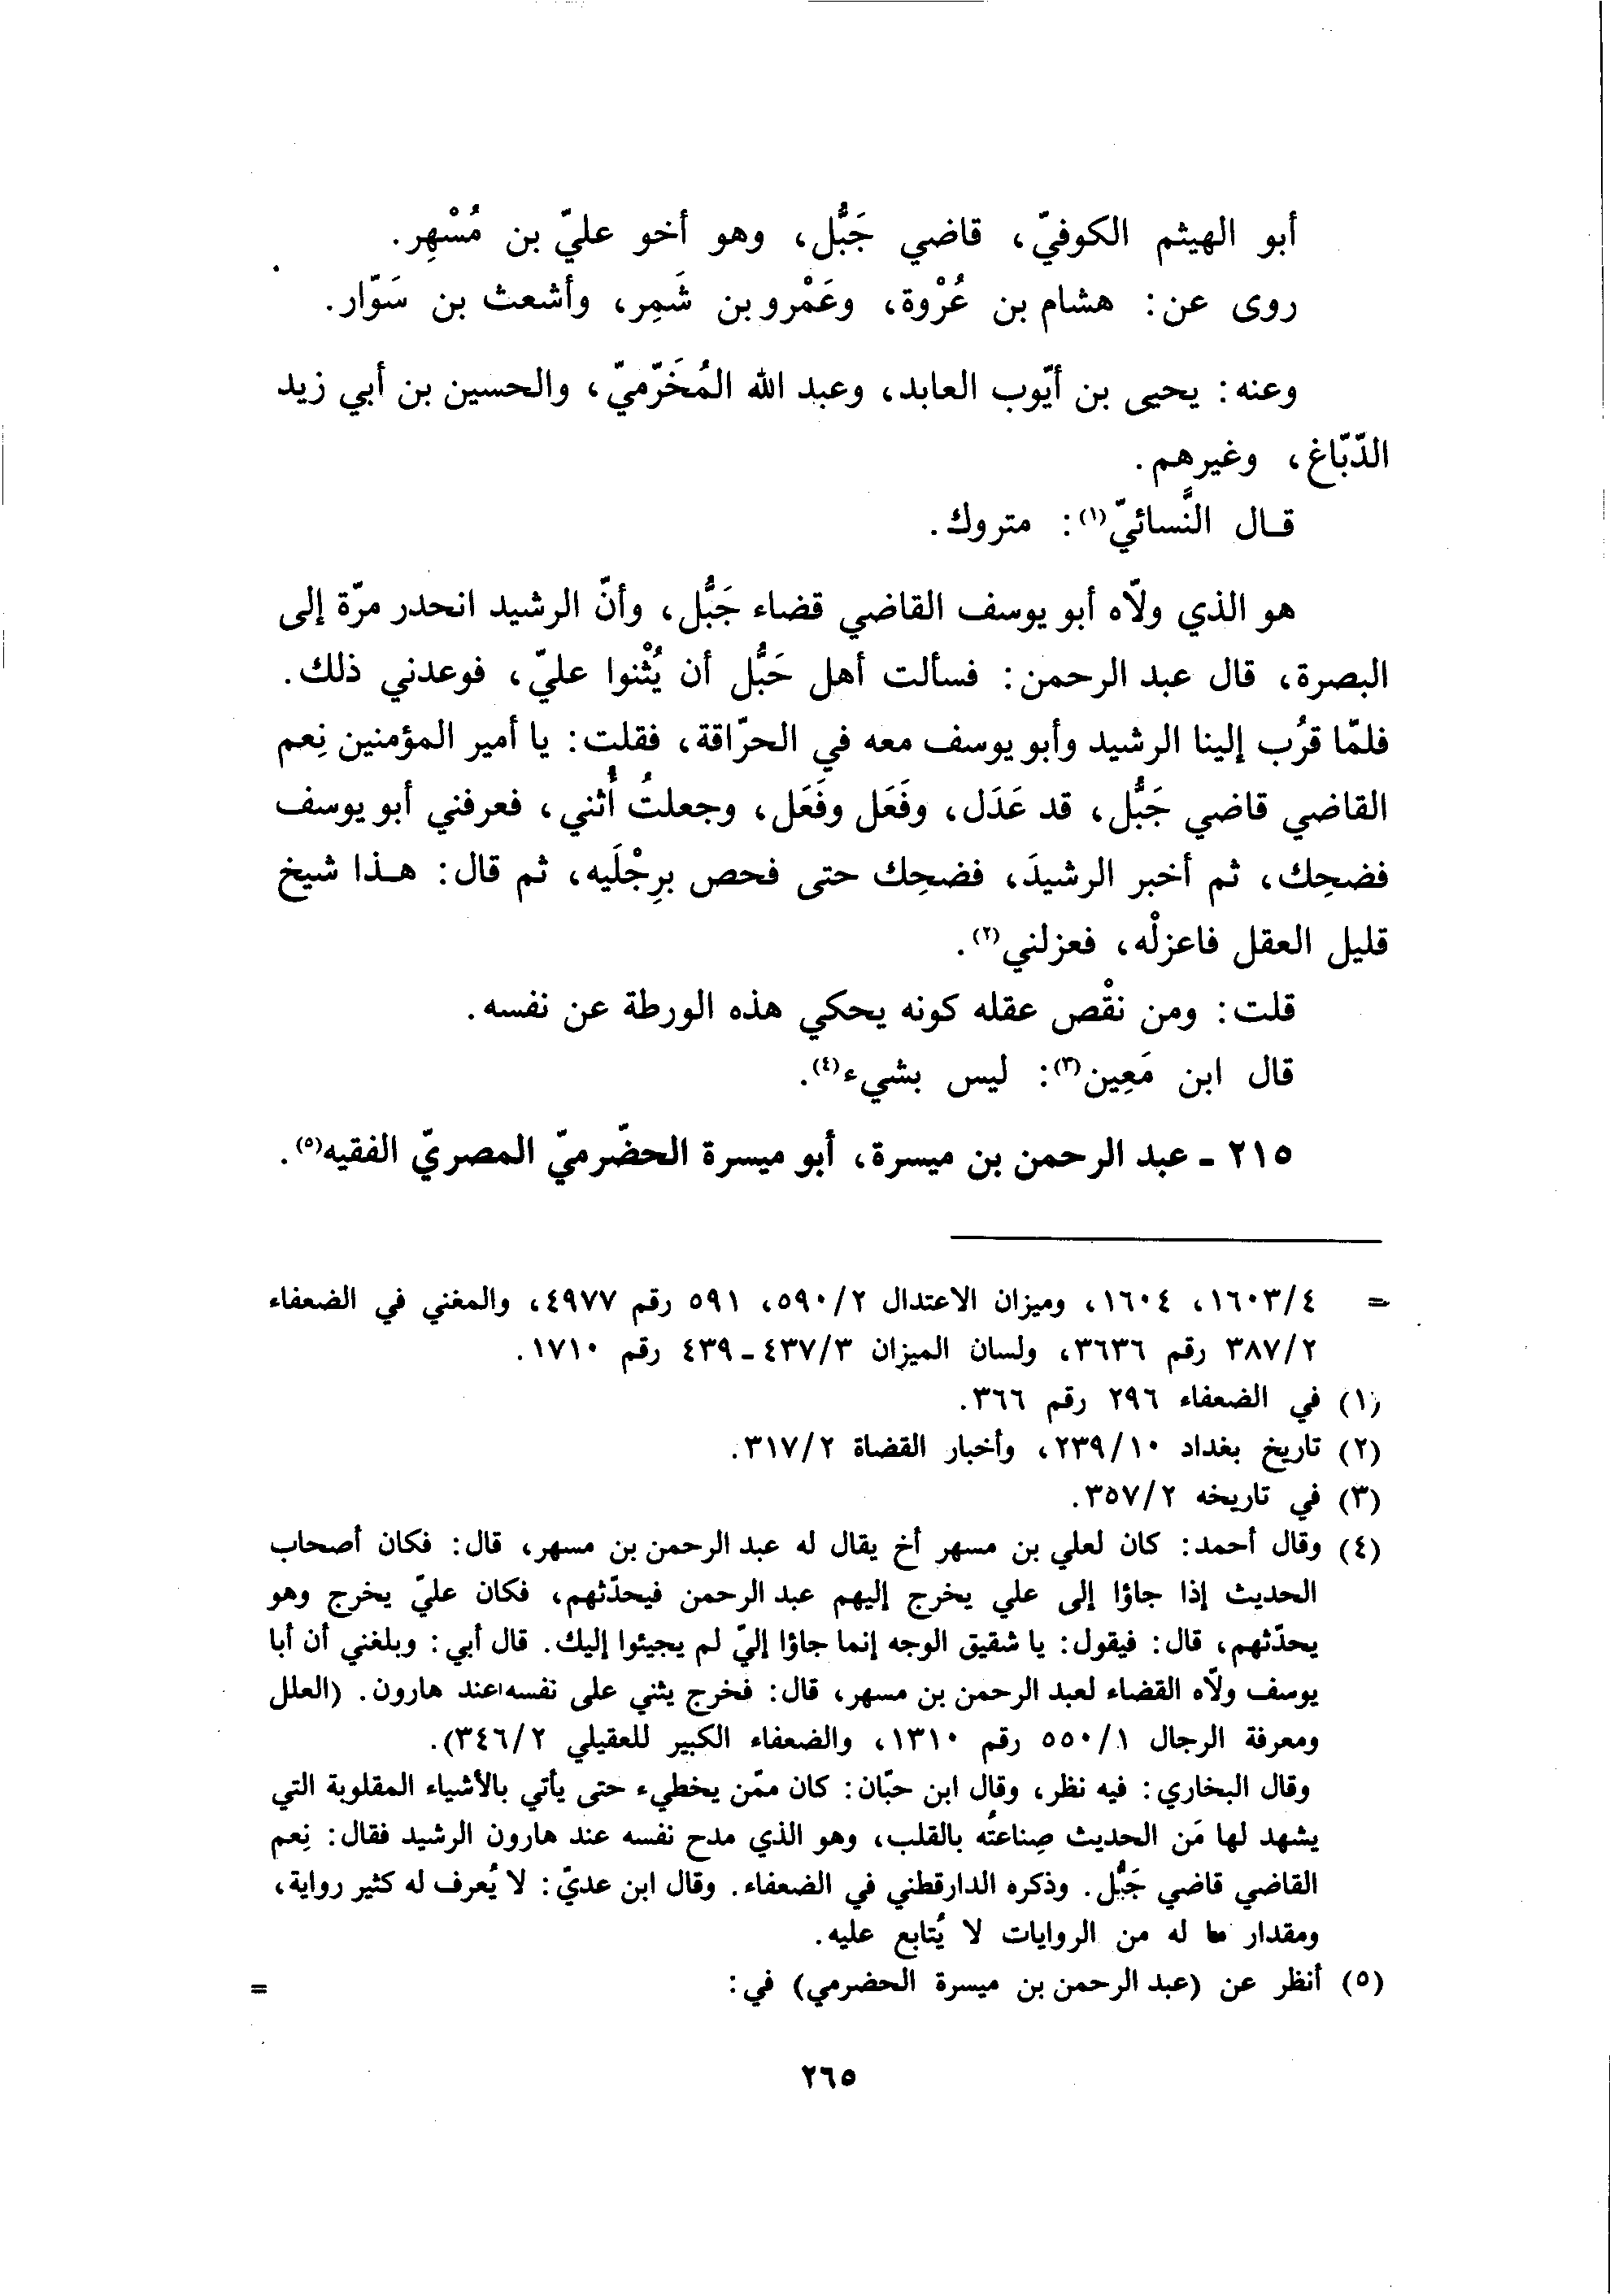 أبو الهيثم الكوفيّ، قاضي جَبُّل، وهو أخو عليّ بن مُسْهِر.
روى عن: هشام بن عُرْوة، وعَمْرو بن شَمِر، وأشعث بن سَوّار.
وعنه: يحيى بن أيّوب العابد، وعبد الله المُخَرّميّ، والحسين بن أبي زيد
الدّبّاغ، وغيرهم.
قـال النَّسائيّ(١): متروك.
هو الذي ولّاه أبو يوسف القاضي قضاء جَبُّل، وأنّ الرشيد انحدر مرّة إلى
البصرة، قال عبد الرحمن: فسألت أهل حَبُّل أن يُثْنوا عليّ، فوعدني ذلك.
فلمّا قرُب إلينا الرشيد وأبو يوسف معه في الحرّاقة، فقلت: يا أمير المؤمنين نِعم
القاضي قاضي جَبُّل، قد عَدَل، وفَعَل وفَعَل، وجعلتُ أُثني، فعرفني أبو يوسف
فضحِك، ثم أخبر الرشيدَ، فضحِك حتى فحص برِجْلَيه، ثم قال: هـذا شيخ
قليل العقل فاعزلْه، فعزلني(٢).
قلت: ومن نقْص عقله كونه يحكي هذه الورطة عن نفسه.
قال ابن مَعِين(٣): ليس بشيء(٤).
٢١٥ - عبد الرحمن بن ميسرة، أبو ميسرة الحضّرميّ المصريّ الفقيه(٥).
= ١٦٠٣/٤، ١٦٠٤، وميزان الاعتدال ٥٩٠/٢، ٥٩١ رقم ٤٩٧٧، والمغني في الضعفاء
٣٨٧/٢ رقم ٣٦٣٦، ولسان الميزان ٤٣٧/٣ - ٤٣٩ رقم ١٧١٠.
(١) في الضعفاء ٢٩٦ رقم ٣٦٦.
(٢) تاريخ بغداد ٢٣٩/١٠، وأخبار القضاة ٣١٧/٢.
(٣) في تاريخه ٣٥٧/٢.
(٤) وقال أحمد: كان لعلي بن مسهر أخ يقال له عبد الرحمن بن مسهر، قال: فكان أصحاب
الحديث إذا جاؤا إلى علي يخرج إليهم عبد الرحمن فيحدّثهم، فكان عليّ يخرج وهو
يحدّثهم، قال: فيقول: يا شقيق الوجه إنما جاؤا إليّ لم يجيئوا إليك. قال أبي: وبلغني أن أبا
يوسف ولّاه القضاء لعبد الرحمن بن مسهر، قال: فخرج يثني على نفسه عند هارون. (العلل
ومعرفة الرجال ٥٥٠/١ رقم ١٣١٠، والضعفاء الكبير للعقيلي ٣٤٦/٢).
وقال البخاري: فيه نظر، وقال ابن حبّان: كان ممّن يخطيء حتى يأتي بالأشياء المقلوبة التي
يشهد لها مَن الحديث صِناعتُه بالقلب، وهو الذي مدح نفسه عند هارون الرشيد فقال: نِعم
القاضي قاضي جَبُّل. وذكره الدارقطني في الضعفاء. وقال ابن عديّ: لا يُعرف له كثير رواية،
ومقدار ما له من الروايات لا يُتابع عليه.
(٥) أنظر عن (عبد الرحمن بن ميسرة الحضرمي) في: =
٢٦٥